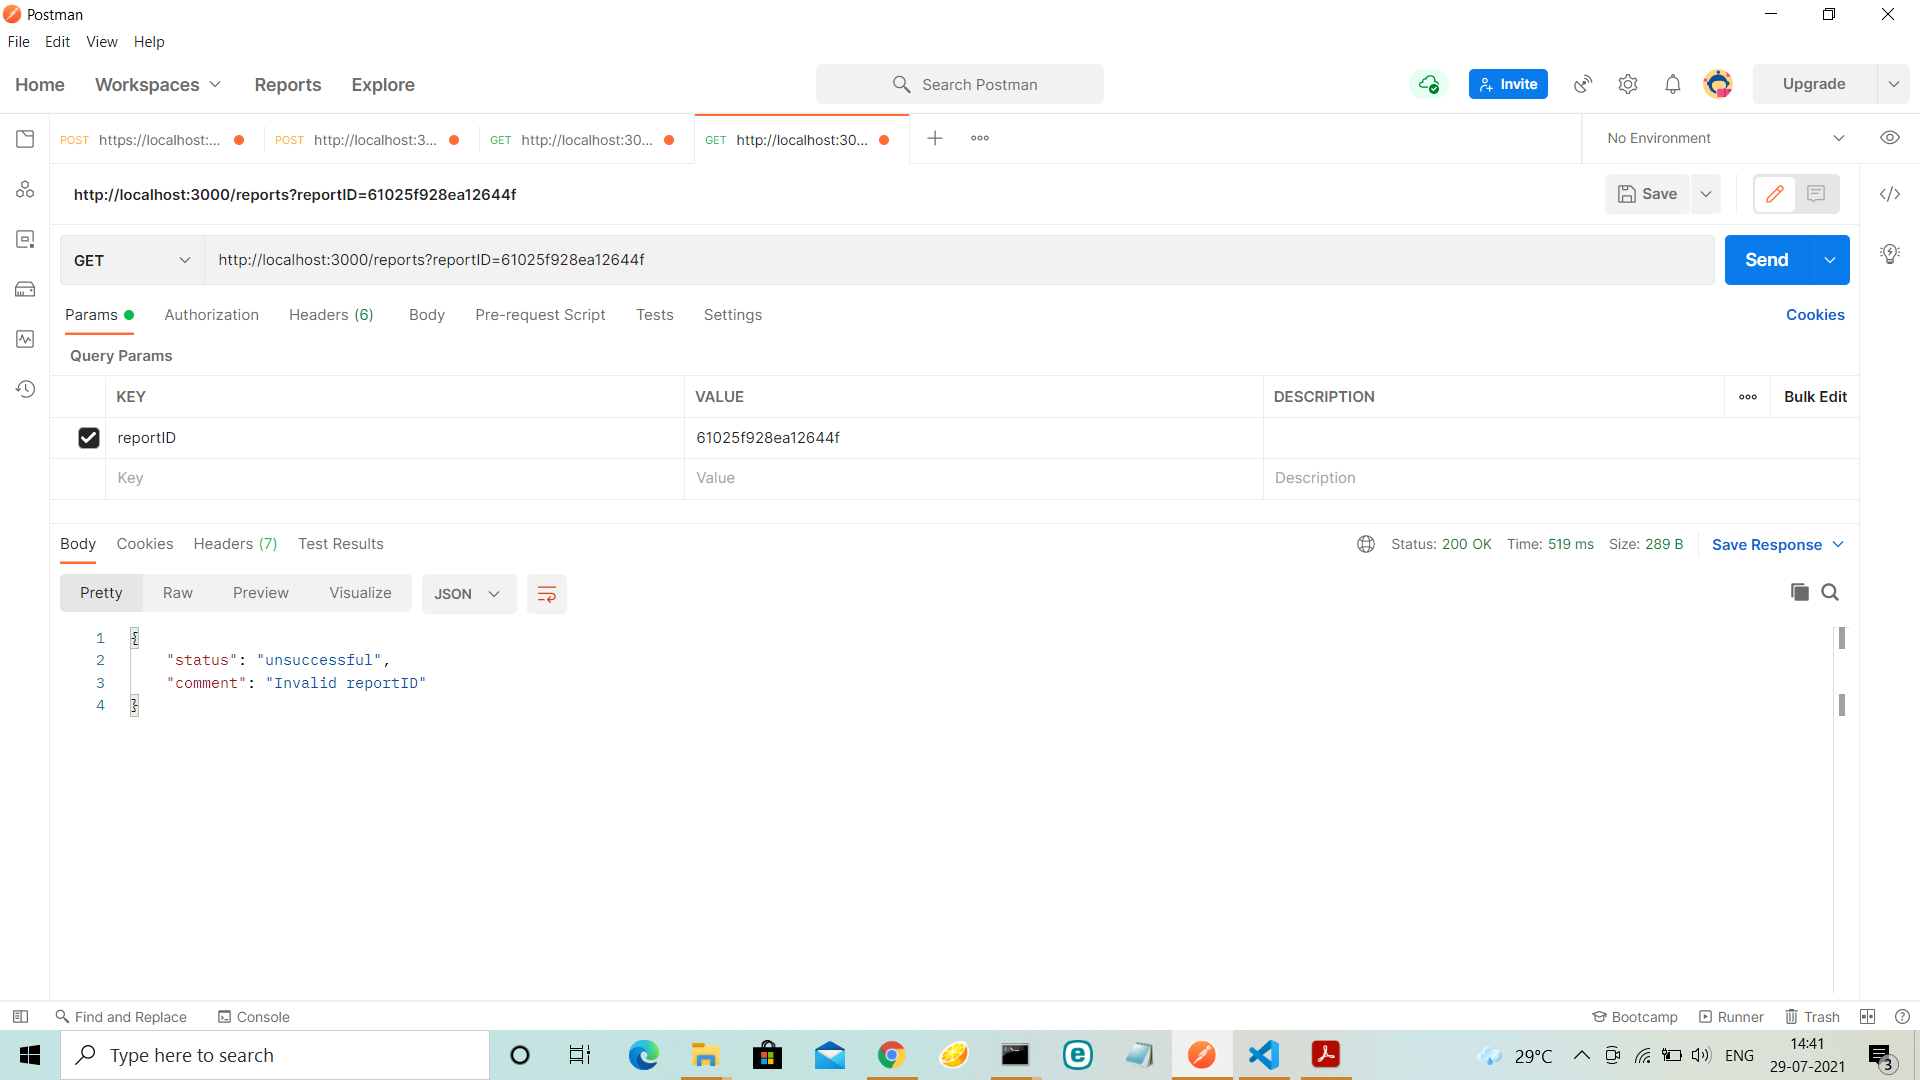 Postman
File Edit View Help
Home Workspaces Reports Explore Search Postman Invite Upgrade
POST https://localhost:... POST http://localhost:3... GET http://localhost:30... GET http://localhost:30... No Environment
http://localhost:3000/reports?reportID=61025f928ea12644f Save
GET http://localhost:3000/reports?reportID=61025f928ea12644f Send
Params Authorization Headers (6) Body Pre-request Script Tests Settings Cookies
Query Params
KEY VALUE DESCRIPTION Bulk Edit
reportID 61025f928ea12644f
Key Value Description
Body Cookies Headers (7) Test Results Status: 200 OK Time: 519 ms Size: 289 B Save Response
Pretty Raw Preview Visualize JSON
1 {
2 "status": "unsuccessful",
3 "comment": "Invalid reportID"
4 }
Find and Replace Console Bootcamp Runner Trash
Type here to search 29°C ENG 14:41
29-07-2021 3